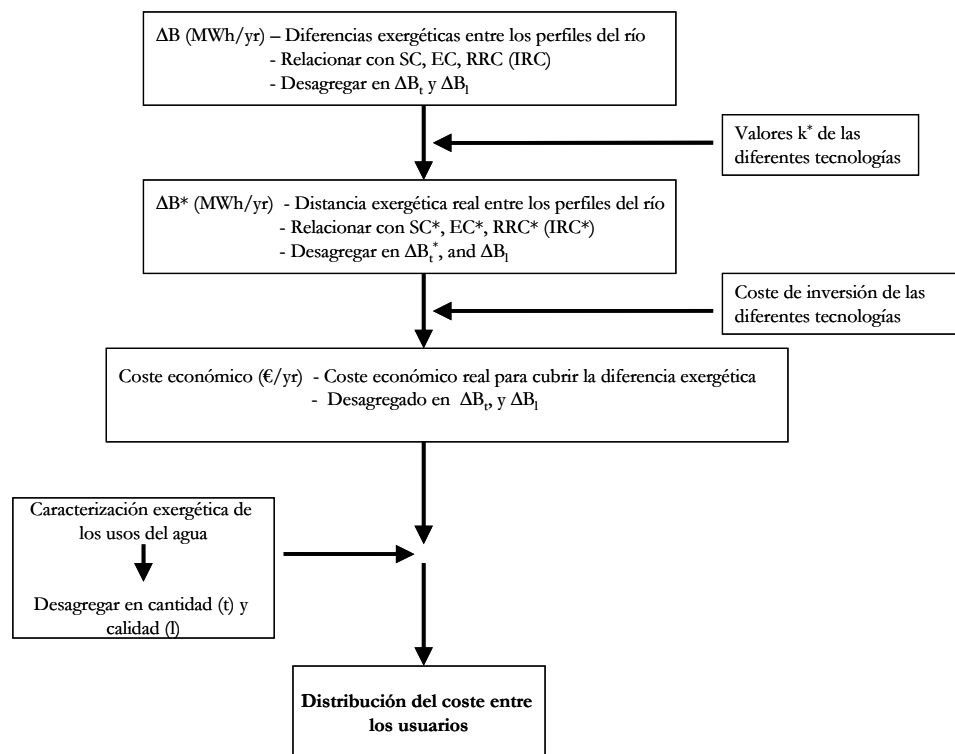 ΔB (MWh/yr) – Diferencias exergéticas entre los perfiles del río
- Relacionar con SC, EC, RRC (IRC)
- Desagregar en ΔBt y ΔBl
Valores k* de las
diferentes tecnologías
ΔB* (MWh/yr) - Distancia exergética real entre los perfiles del río
- Relacionar con SC*, EC*, RRC* (IRC*)
- Desagregar en ΔBt*, and ΔBl
Coste de inversión de las
diferentes tecnologías
Coste económico (€/yr) - Coste económico real para cubrir la diferencia exergética
- Desagregado en ΔBt, y ΔBl
Caracterización exergética de
los usos del agua
Desagregar en cantidad (t) y
calidad (l)
Distribución del coste entre
los usuarios